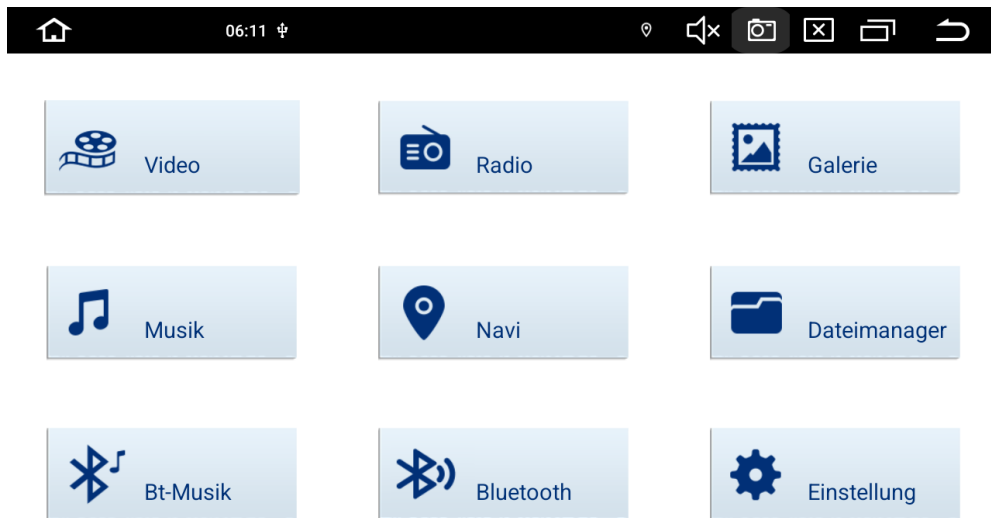 06:11
Video
Radio
Galerie
Musik
Navi
Dateimanager
Bt-Musik
Bluetooth
Einstellung